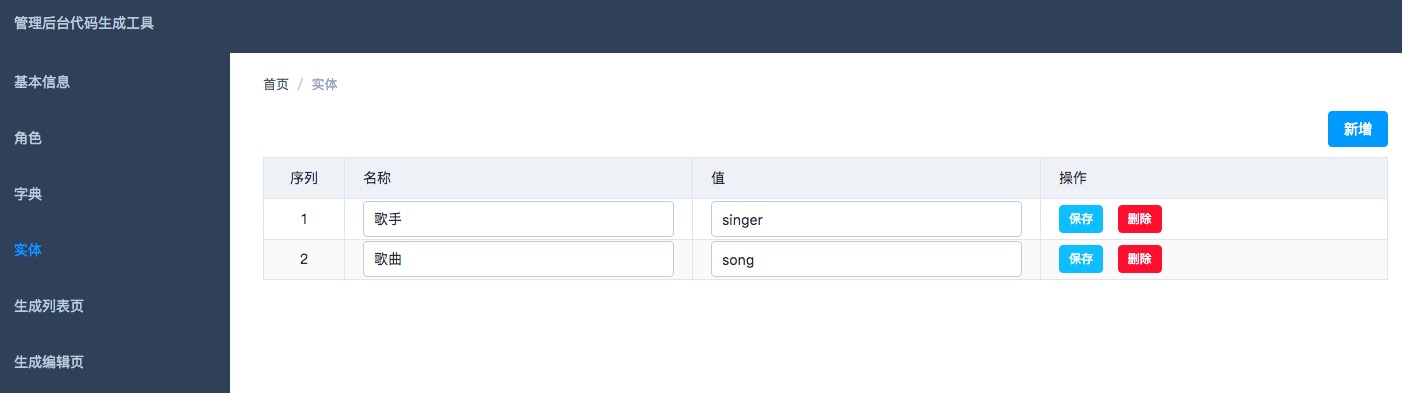 管理后台代码生成工具
基本信息
角色
字典
实体
生成列表页
生成编辑页
首页 / 实体
新增
序列 名称 值 操作
1 歌手 singer 保存 删除
2 歌曲 song 保存 删除